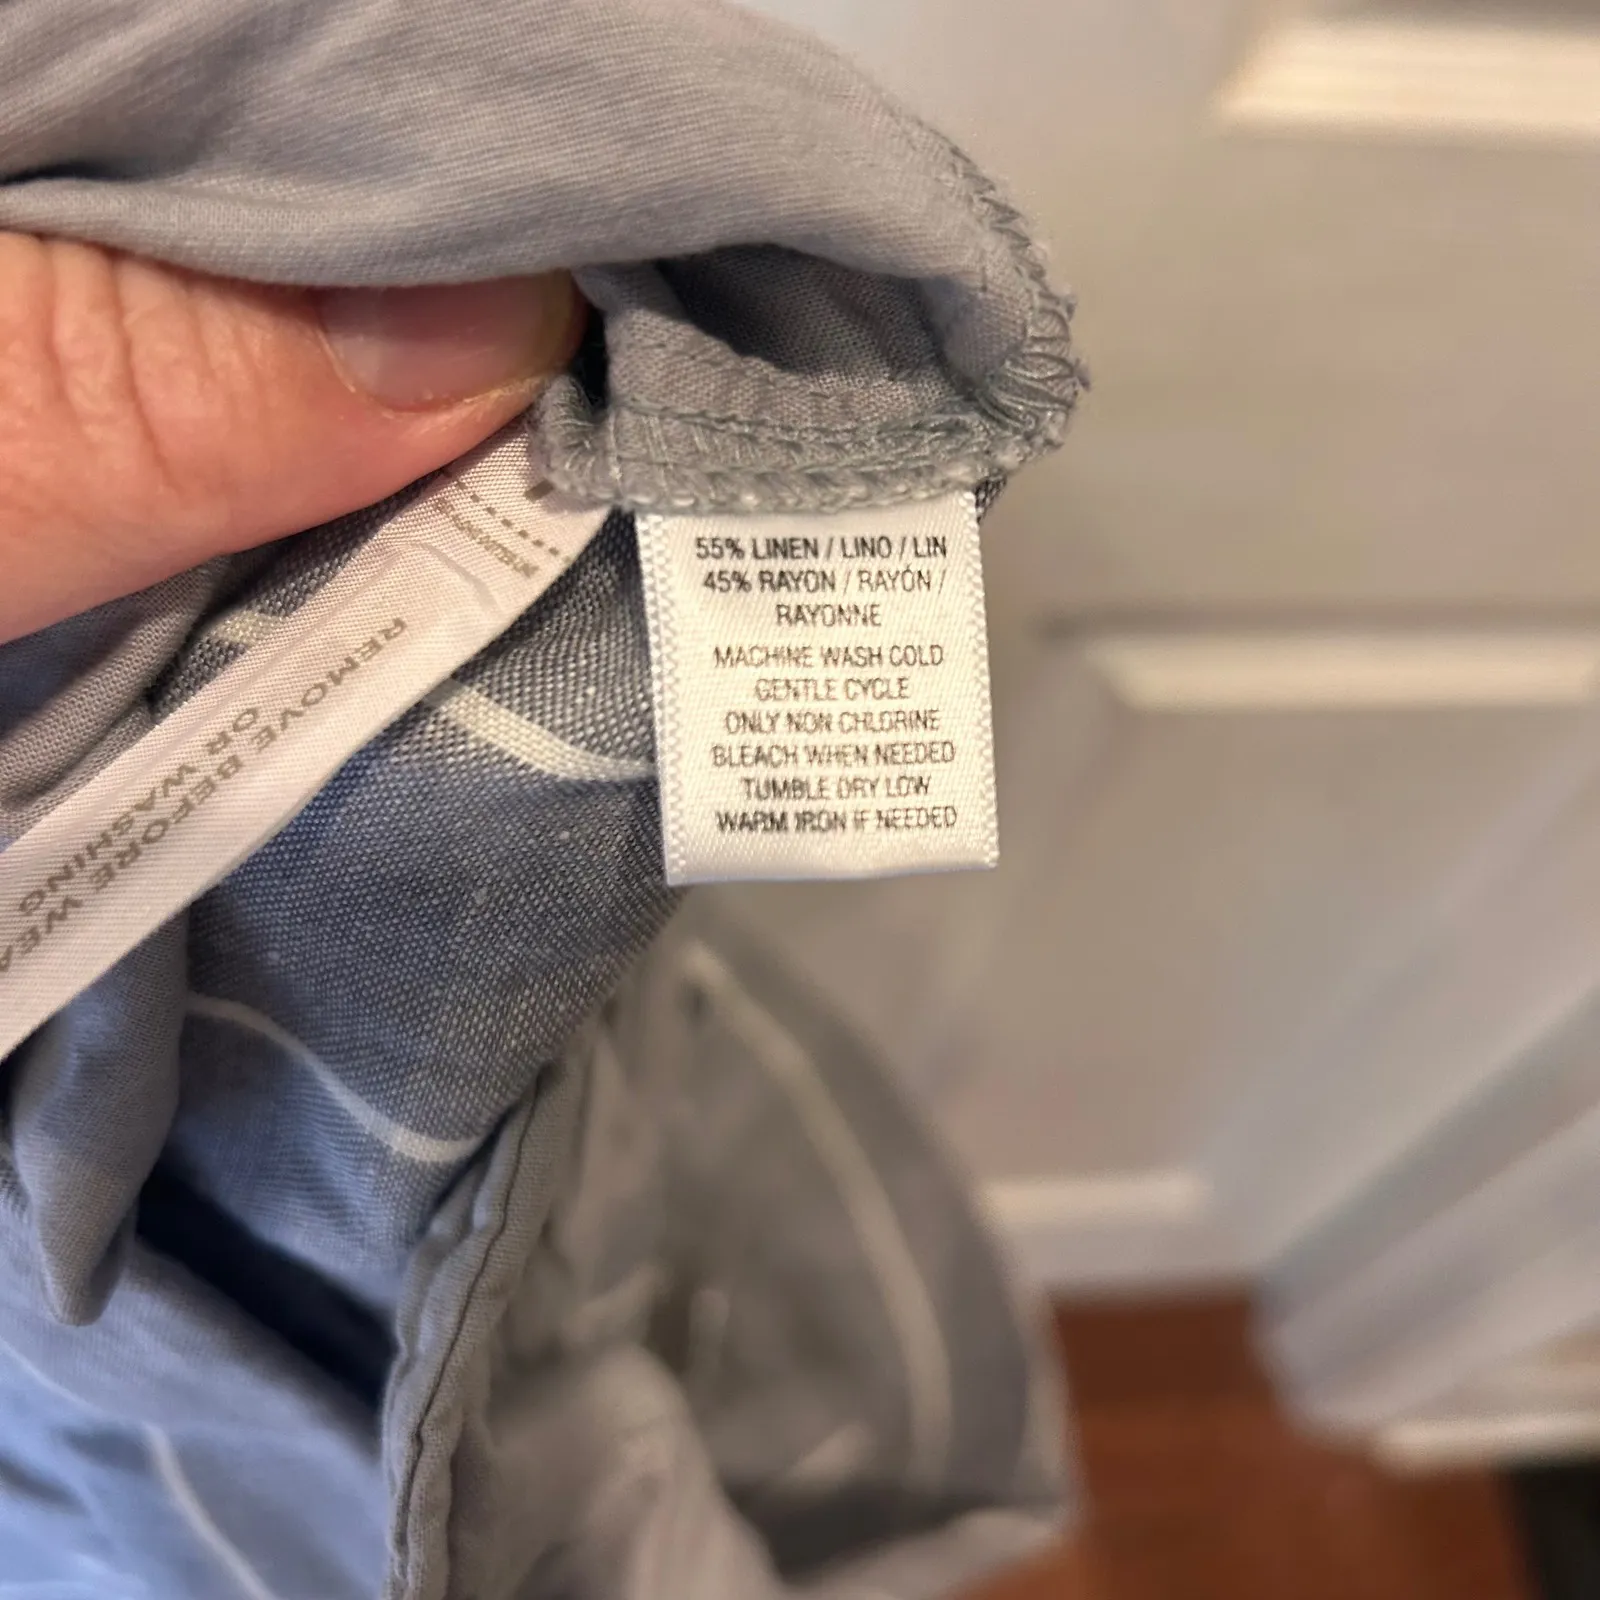 55% LINEN / LINO / LIN
45% RAYON / RAYÓN /
RAYONNE
MACHINE WASH COLD
GENTLE CYCLE
ONLY NON CHLORINE
BLEACH WHEN NEEDED
TUMBLE DRY LOW
WARM IRON IF NEEDED
REMOVE BEFORE WEA
OR WASHING